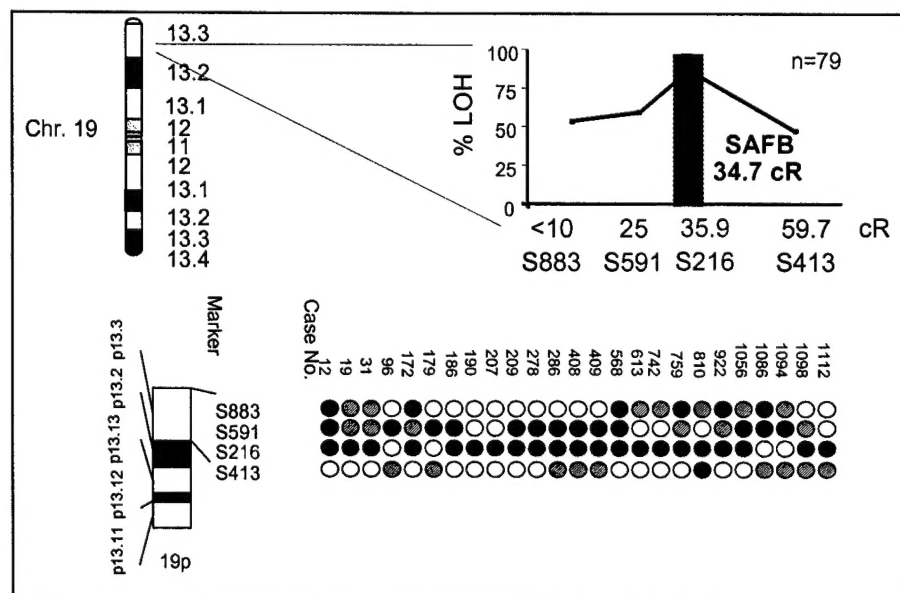 13.3
13.2
13.1
Chr. 19
12
11
12
13.1
13.2
13.3
13.4
100
75
50
25
0
% LOH
n=79
SAFB
34.7 cR
<10 25 35.9 59.7 cR
S883 S591 S216 S413
Marker
Case No.
12 19 31 96 172 179 186 190 207 209 278 286 408 409 568 613 742 759 810 922 1056 1086 1094 1098 1112
S883
S591
S216
S413
p13.3
p13.2
p13.13
p13.12
p13.11
19p